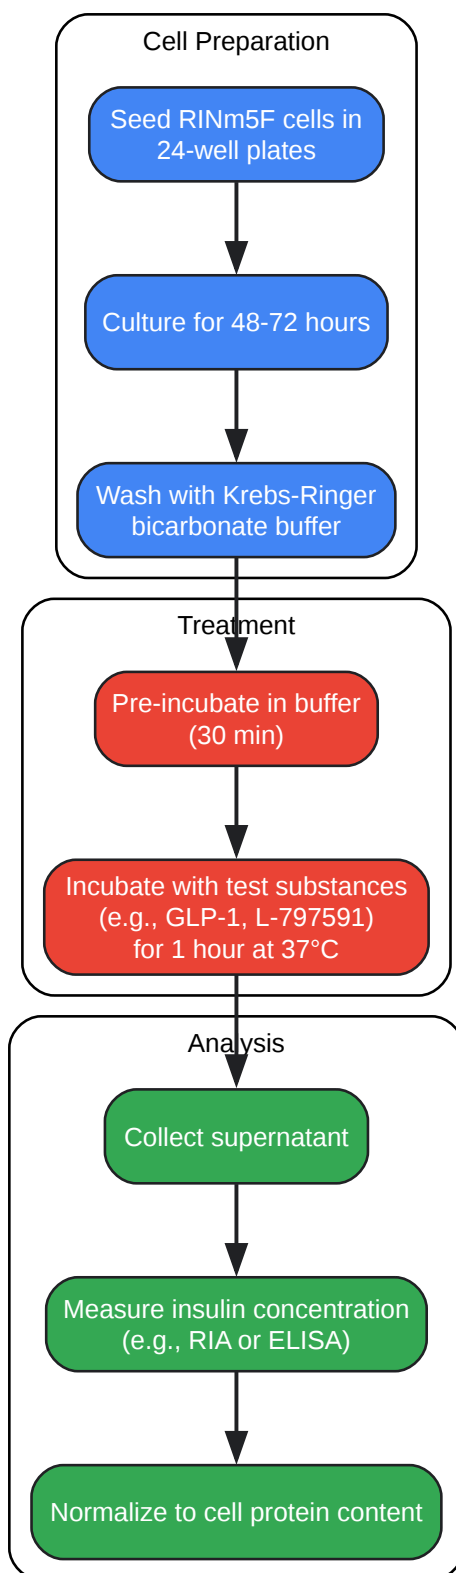 Cell Preparation
Seed RINm5F cells in
24-well plates
Culture for 48-72 hours
Wash with Krebs-Ringer
bicarbonate buffer
Treatment
Pre-incubate in buffer
(30 min)
Incubate with test substances
(e.g., GLP-1, L-797591)
for 1 hour at 37°C
Analysis
Collect supernatant
Measure insulin concentration
(e.g., RIA or ELISA)
Normalize to cell protein content